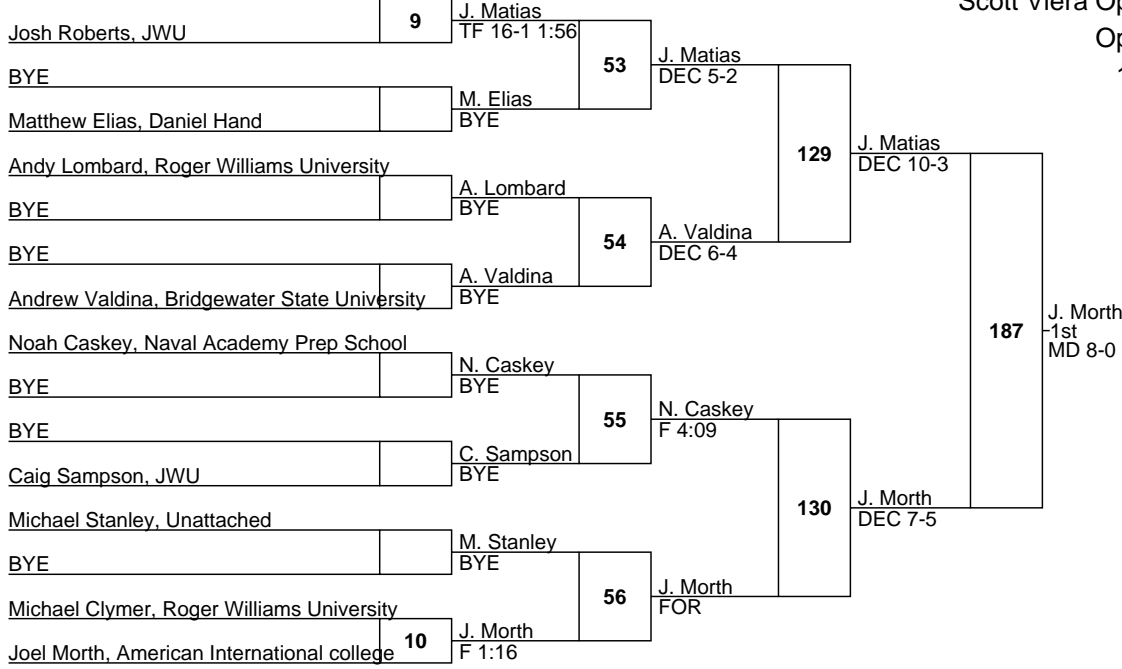 Scott Viera Op
Op
9
J. Matias
TF 16-1 1:56
Josh Roberts, JWU
53
J. Matias
DEC 5-2
BYE
M. Elias
BYE
Matthew Elias, Daniel Hand
129
J. Matias
DEC 10-3
Andy Lombard, Roger Williams University
A. Lombard
BYE
BYE
54
A. Valdina
DEC 6-4
BYE
A. Valdina
BYE
Andrew Valdina, Bridgewater State University
187
J. Morth
1st
MD 8-0
Noah Caskey, Naval Academy Prep School
N. Caskey
BYE
BYE
55
N. Caskey
F 4:09
BYE
C. Sampson
BYE
Caig Sampson, JWU
130
J. Morth
DEC 7-5
Michael Stanley, Unattached
M. Stanley
BYE
BYE
56
J. Morth
FOR
Michael Clymer, Roger Williams University
10
J. Morth
F 1:16
Joel Morth, American International college